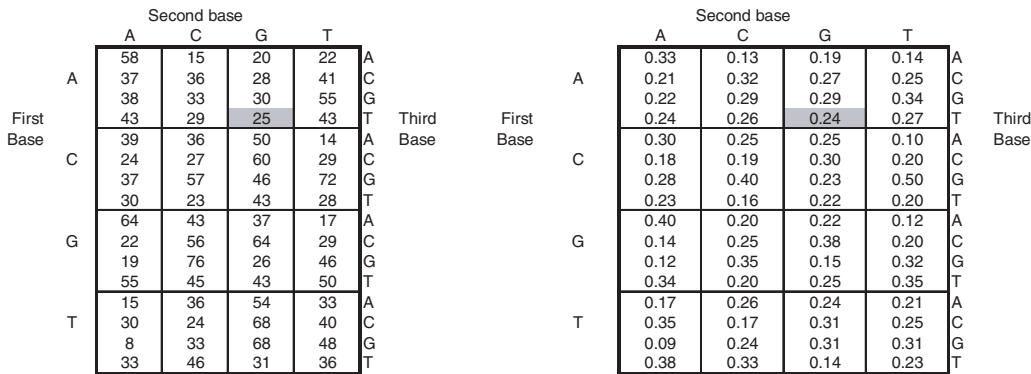 Second base Second base
A C G T A C G T
58 15 20 22 A 0.33 0.13 0.19 0.14 A
A 37 36 28 41 C A 0.21 0.32 0.27 0.25 C
38 33 30 55 G 0.22 0.29 0.29 0.34 G
First 43 29 25 43 T Third First 0.24 0.26 0.24 0.27 T Third
Base 39 36 50 14 A Base Base 0.30 0.25 0.25 0.10 A Base
C 24 27 60 29 C C 0.18 0.19 0.30 0.20 C
37 57 46 72 G 0.28 0.40 0.23 0.50 G
30 23 43 28 T 0.23 0.16 0.22 0.20 T
64 43 37 17 A 0.40 0.20 0.22 0.12 A
G 22 56 64 29 C G 0.14 0.25 0.38 0.20 C
19 76 26 46 G 0.12 0.35 0.15 0.32 G
55 45 43 50 T 0.34 0.20 0.25 0.35 T
15 36 54 33 A 0.17 0.26 0.24 0.21 A
T 30 24 68 40 C T 0.35 0.17 0.31 0.25 C
8 33 68 48 G 0.09 0.24 0.31 0.31 G
33 46 31 36 T 0.38 0.33 0.14 0.23 T